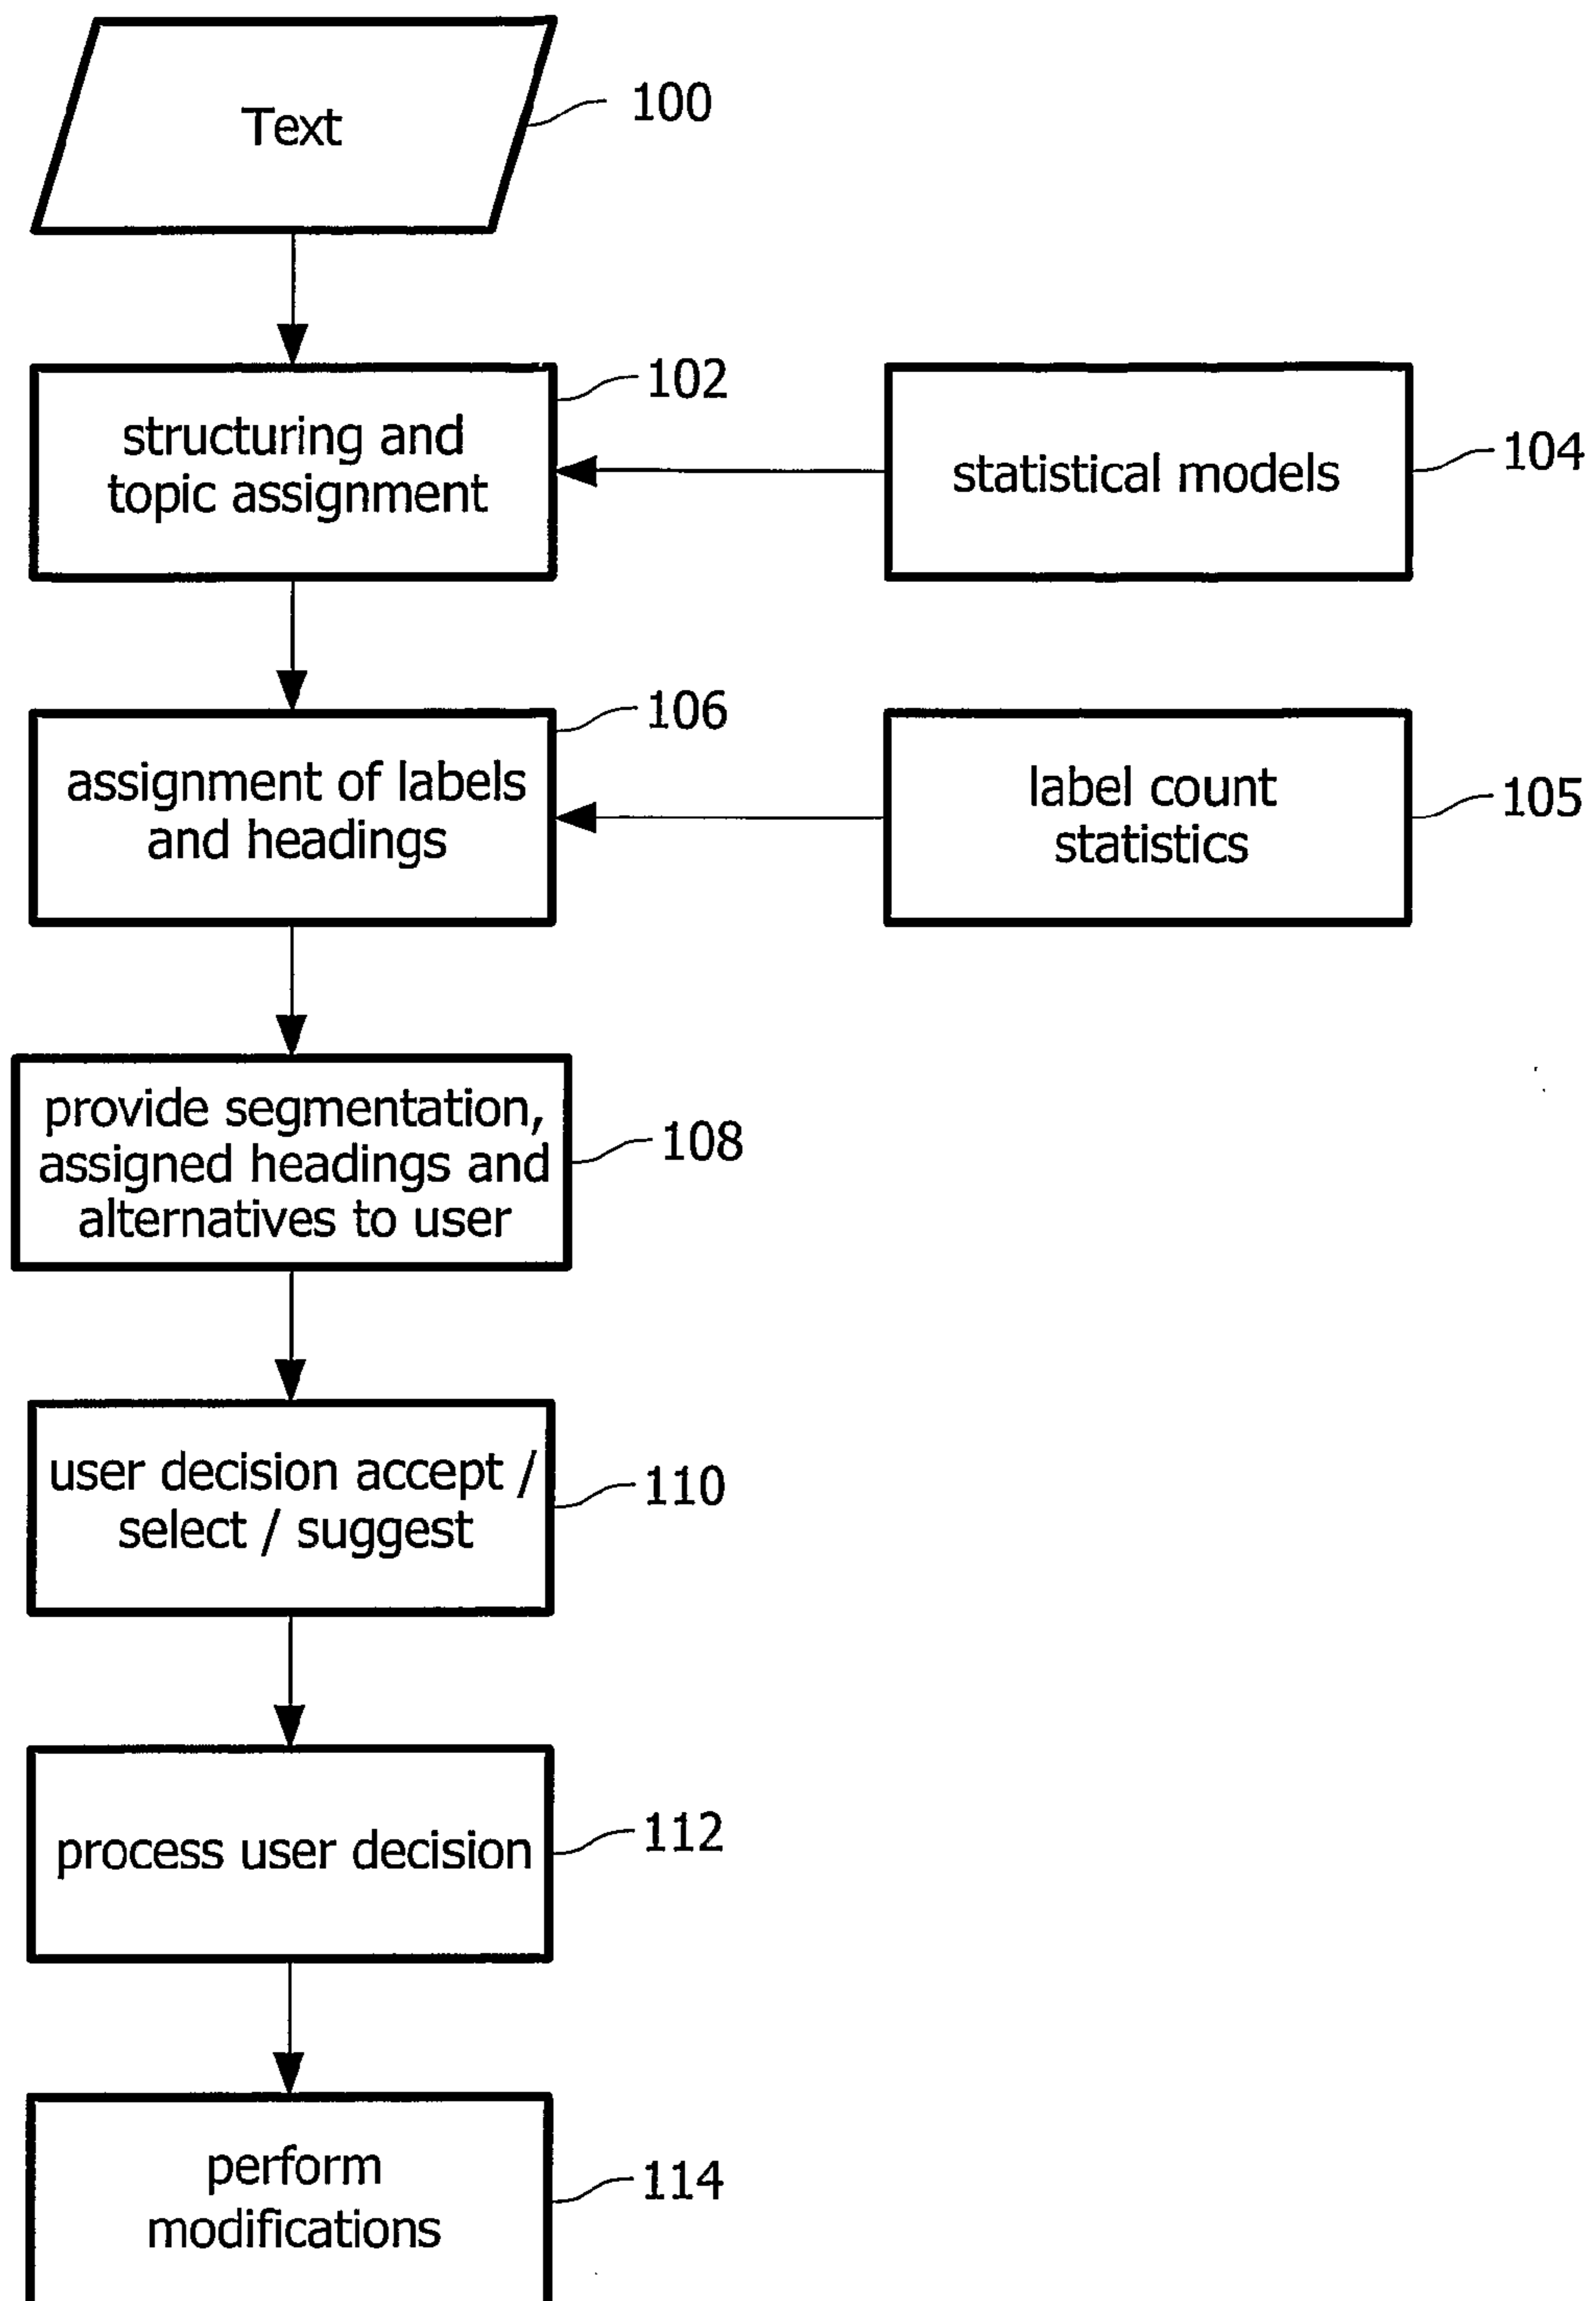 Text
100
structuring and
topic assignment
102
statistical models
104
assignment of labels
and headings
106
label count
statistics
105
provide segmentation,
assigned headings and
alternatives to user
108
user decision accept /
select / suggest
110
process user decision
112
perform
modifications
114